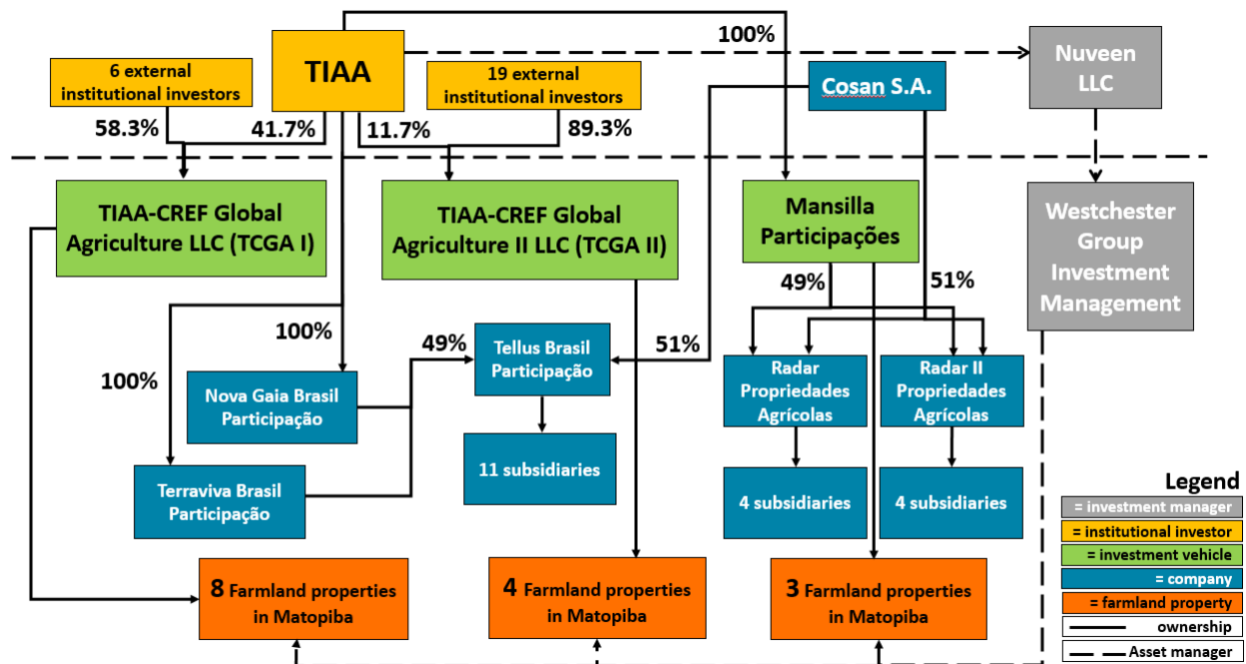 100%
6 external
institutional investors
TIAA
19 external
institutional investors
Cosan S.A.
Nuveen
LLC
58.3%
41.7%
11.7%
89.3%
TIAA-CREF Global
Agriculture LLC (TCGA I)
TIAA-CREF Global
Agriculture II LLC (TCGA II)
Mansilla
Participações
Westchester
Group
Investment
Management
49%
51%
100%
49%
51%
100%
Tellus Brasil
Participação
Nova Gaia Brasil
Participação
Radar
Propriedades
Agrícolas
Radar II
Propriedades
Agrícolas
11 subsidiaries
Terraviva Brasil
Participação
4 subsidiaries
4 subsidiaries
8 Farmland properties
in Matopiba
4 Farmland properties
in Matopiba
3 Farmland properties
in Matopiba
Legend
= investment manager
= institutional investor
= investment vehicle
= company
= farmland property
ownership
Asset manager